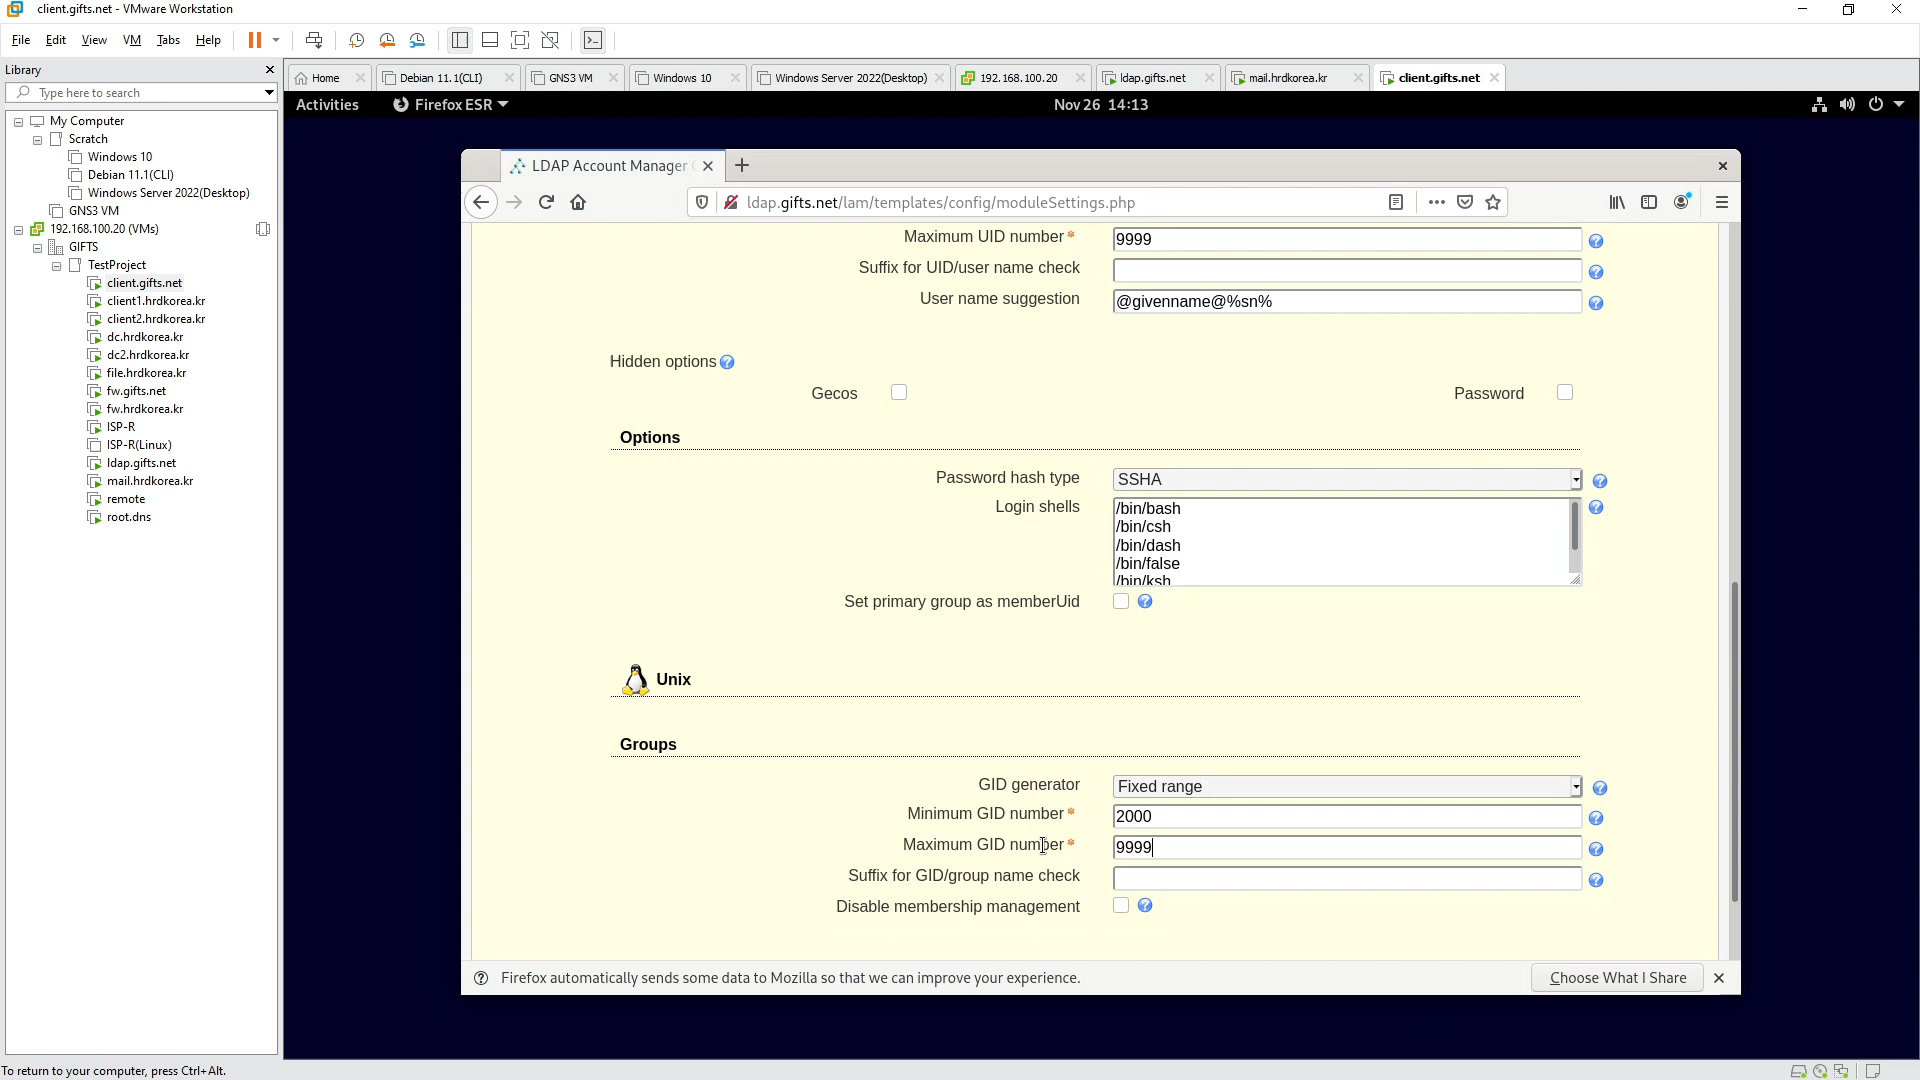 client.gifts.net - VMware Workstation
File Edit View VM Tabs Help
Library
Type here to search
My Computer
Scratch
Windows 10
Debian 11.1(CLI)
Windows Server 2022(Desktop)
GNS3 VM
192.168.100.20 (VMs)
GIFTS
TestProject
client.gifts.net
client1.hrdkorea.kr
client2.hrdkorea.kr
dc.hrdkorea.kr
dc2.hrdkorea.kr
file.hrdkorea.kr
fw.gifts.net
fw.hrdkorea.kr
ISP-R
ISP-R(Linux)
ldap.gifts.net
mail.hrdkorea.kr
remote
root.dns
Home Debian 11.1(CLI) GNS3 VM Windows 10 Windows Server 2022(Desktop) 192.168.100.20 ldap.gifts.net mail.hrdkorea.kr client.gifts.net
Activities Firefox ESR Nov 26 14:13
LDAP Account Manager
ldap.gifts.net/lam/templates/config/moduleSettings.php
Maximum UID number* 9999
Suffix for UID/user name check
User name suggestion @givenname@%sn%
Hidden options
Gecos Password
Options
Password hash type SSHA
Login shells /bin/bash
/bin/csh
/bin/dash
/bin/false
/bin/ksh
Set primary group as memberUid
Unix
Groups
GID generator Fixed range
Minimum GID number* 2000
Maximum GID number* 9999
Suffix for GID/group name check
Disable membership management
Firefox automatically sends some data to Mozilla so that we can improve your experience. Choose What I Share
To return to your computer, press Ctrl+Alt.